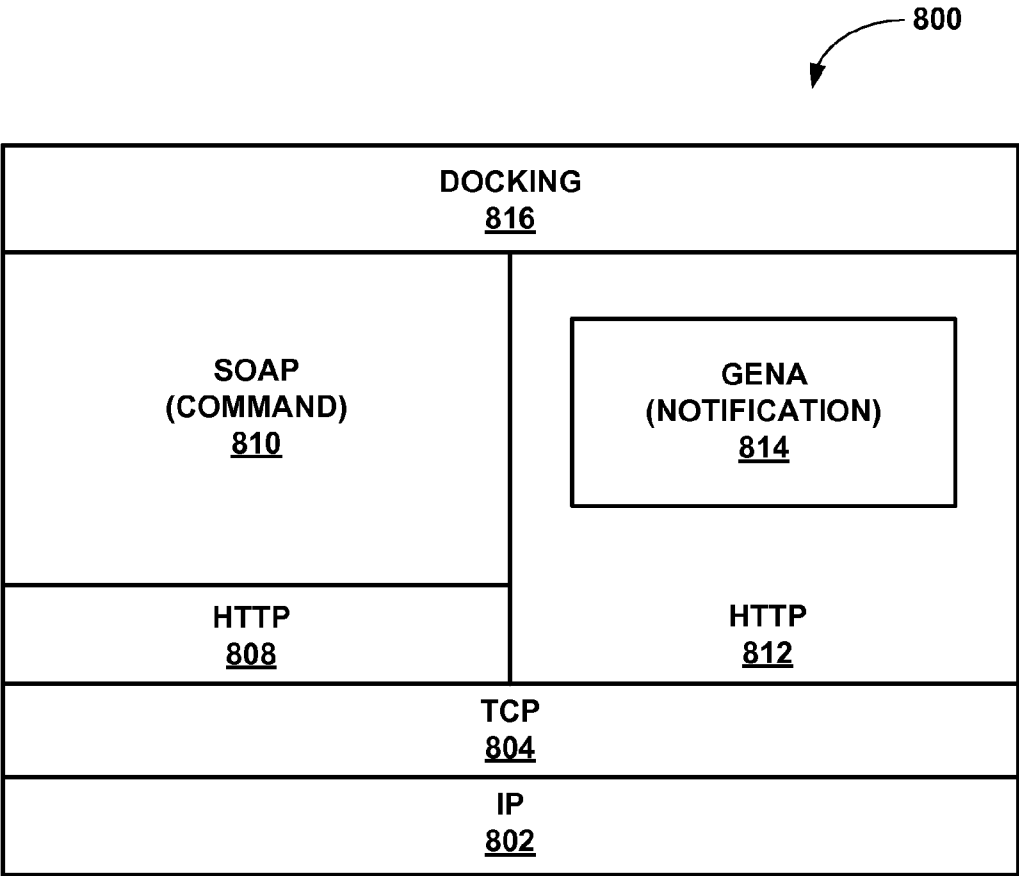 800
DOCKING
816
SOAP
(COMMAND)
810
GENA
(NOTIFICATION)
814
HTTP
808
HTTP
812
TCP
804
IP
802